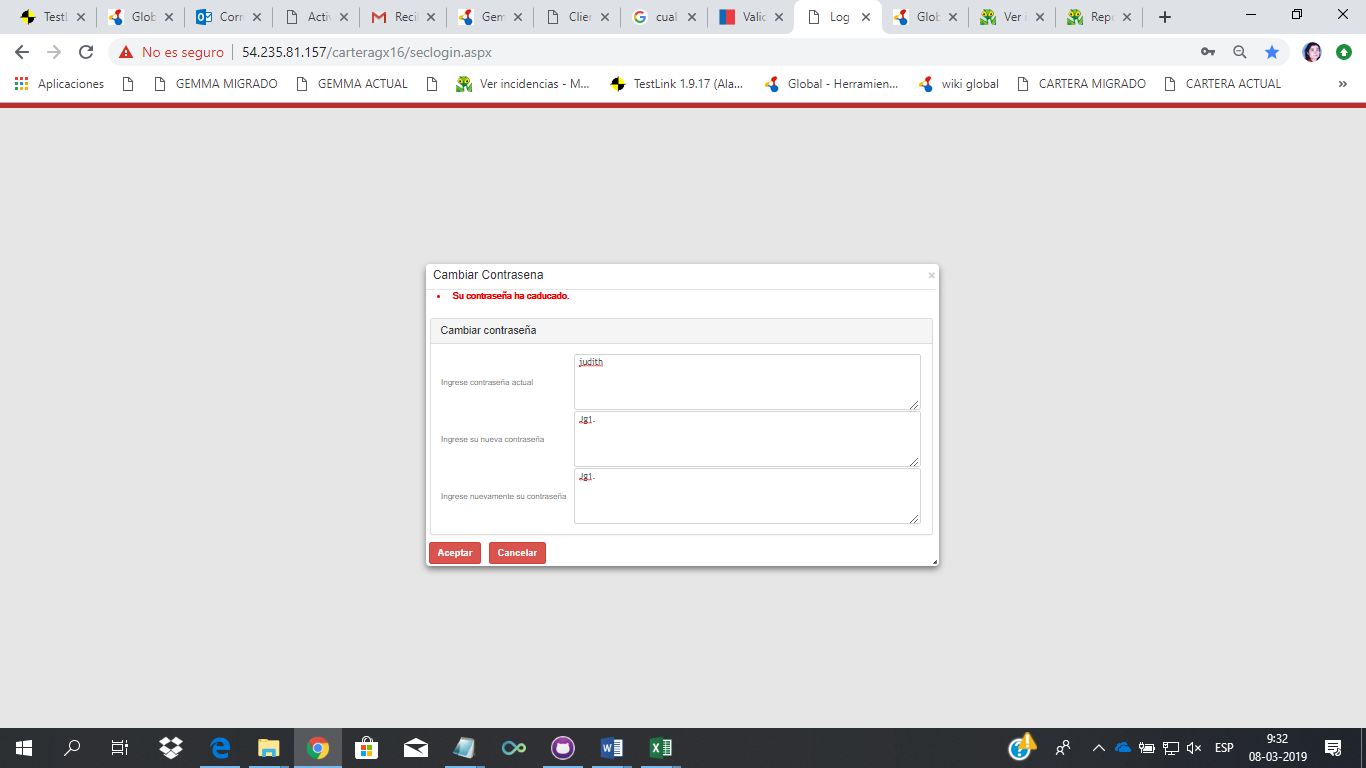 TestL
Glob
Corr
Activ
Recil
Gem
Clien
cual
Valic
Log
Glob
Ver i
Repo
No es seguro
54.235.81.157/carteragx16/seclogin.aspx
Aplicaciones
GEMMA MIGRADO
GEMMA ACTUAL
Ver incidencias - M...
TestLink 1.9.17 (Ala...
Global - Herramien...
wiki global
CARTERA MIGRADO
CARTERA ACTUAL
»
Cambiar Contrasena
Su contraseña ha caducado.
Cambiar contraseña
Ingrese contraseña actual
judith
Ingrese su nueva contraseña
Jg1.
Ingrese nuevamente su contraseña
Jg1.
Aceptar
Cancelar
ESP
9:32
08-03-2019